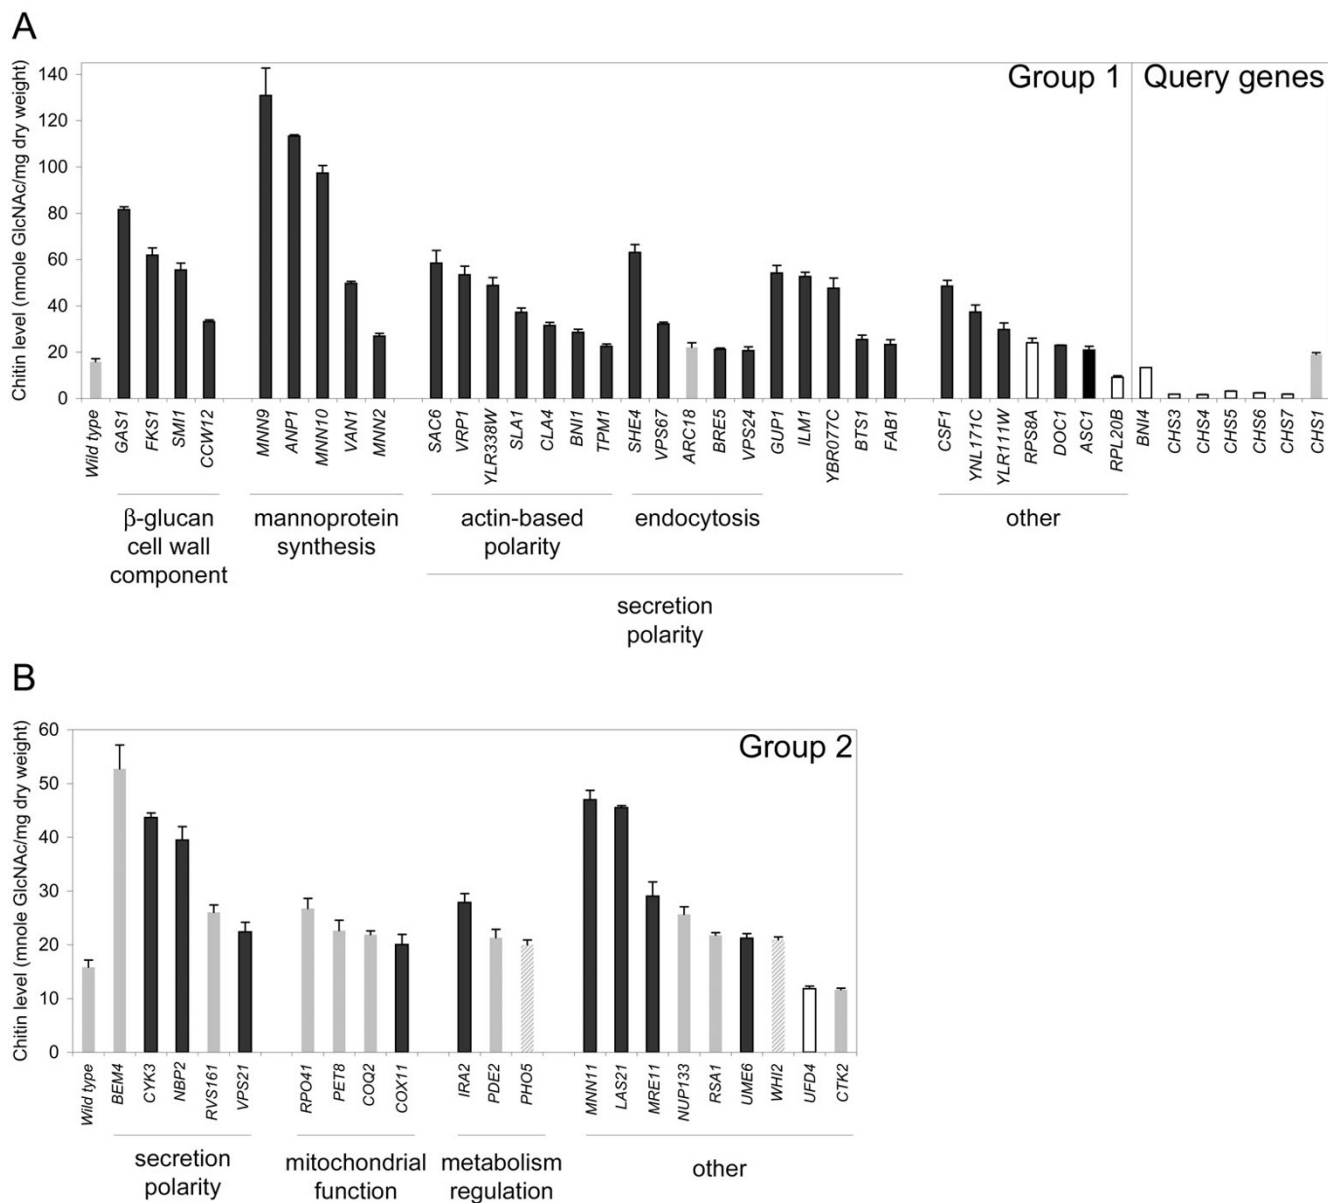 A
Group 1
Query genes
Chitin level (nmole GlcNAc/mg dry weight)
140
120
100
80
60
40
20
0
Wild type
GAS1
FKS1
SMI1
CCW12
MNN9
ANP1
MNN10
VAN1
MNN2
SAC6
VRP1
YLR338W
SLA1
CLA4
BNI1
TPM1
SHE4
VPS67
ARC18
BRE5
VPS24
GUP1
ILM1
YBR077C
BTS1
FAB1
CSF1
YNL171C
YLR111W
RPS8A
DOC1
ASC1
RPL20B
BNI4
CHS3
CHS4
CHS5
CHS6
CHS7
CHS1
β-glucan
cell wall
component
mannoprotein
synthesis
actin-based
polarity
endocytosis
other
secretion
polarity
B
Group 2
Chitin level (mnole GlcNAc/mg dry weight)
60
50
40
30
20
10
0
Wild type
BEM4
CYK3
NBP2
RVS161
VPS21
RPO41
PET8
COQ2
COX11
IRA2
PDE2
PHO5
MNN11
LAS21
MRE11
NUP133
RSA1
UME6
WHI2
UFD4
CTK2
secretion
polarity
mitochondrial
function
metabolism
regulation
other